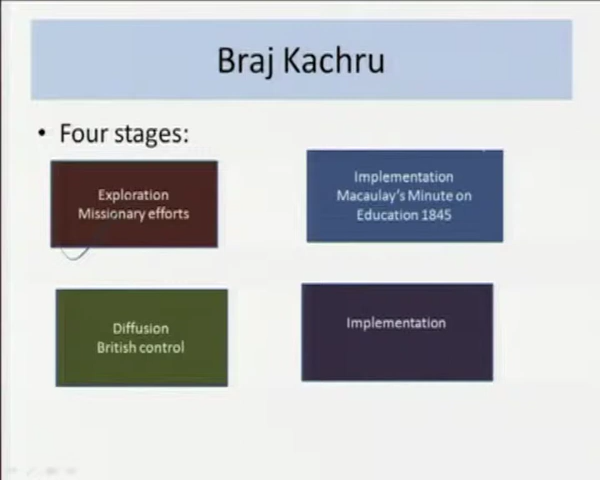 Braj Kachru
• Four stages:
Exploration
Missionary efforts
Implementation
Macaulay's Minute on
Education 1845
Diffusion
British control
Implementation